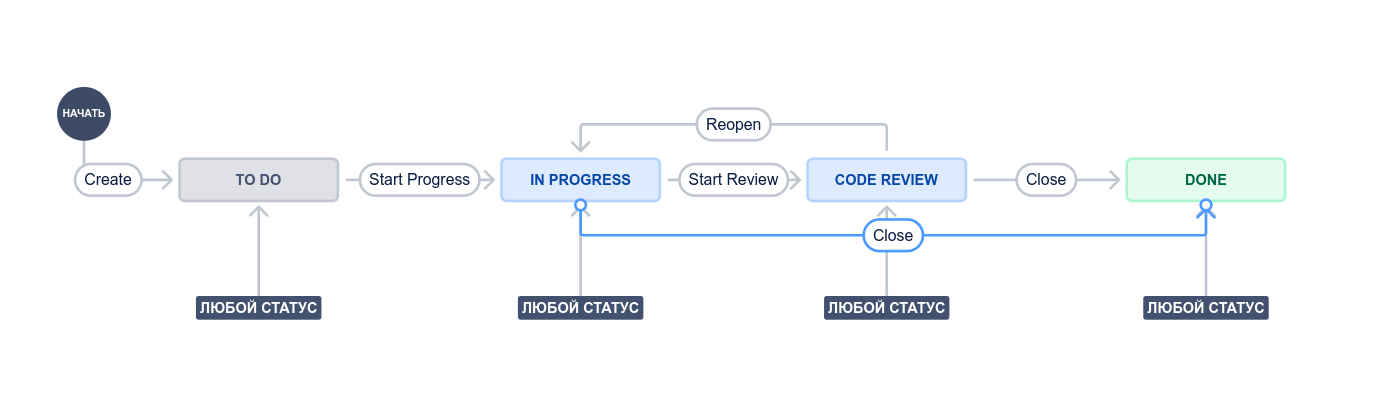 НАЧАТЬ
Reopen
Create
TO DO
Start Progress
IN PROGRESS
Start Review
CODE REVIEW
Close
DONE
Close
ЛЮБОЙ СТАТУС
ЛЮБОЙ СТАТУС
ЛЮБОЙ СТАТУС
ЛЮБОЙ СТАТУС